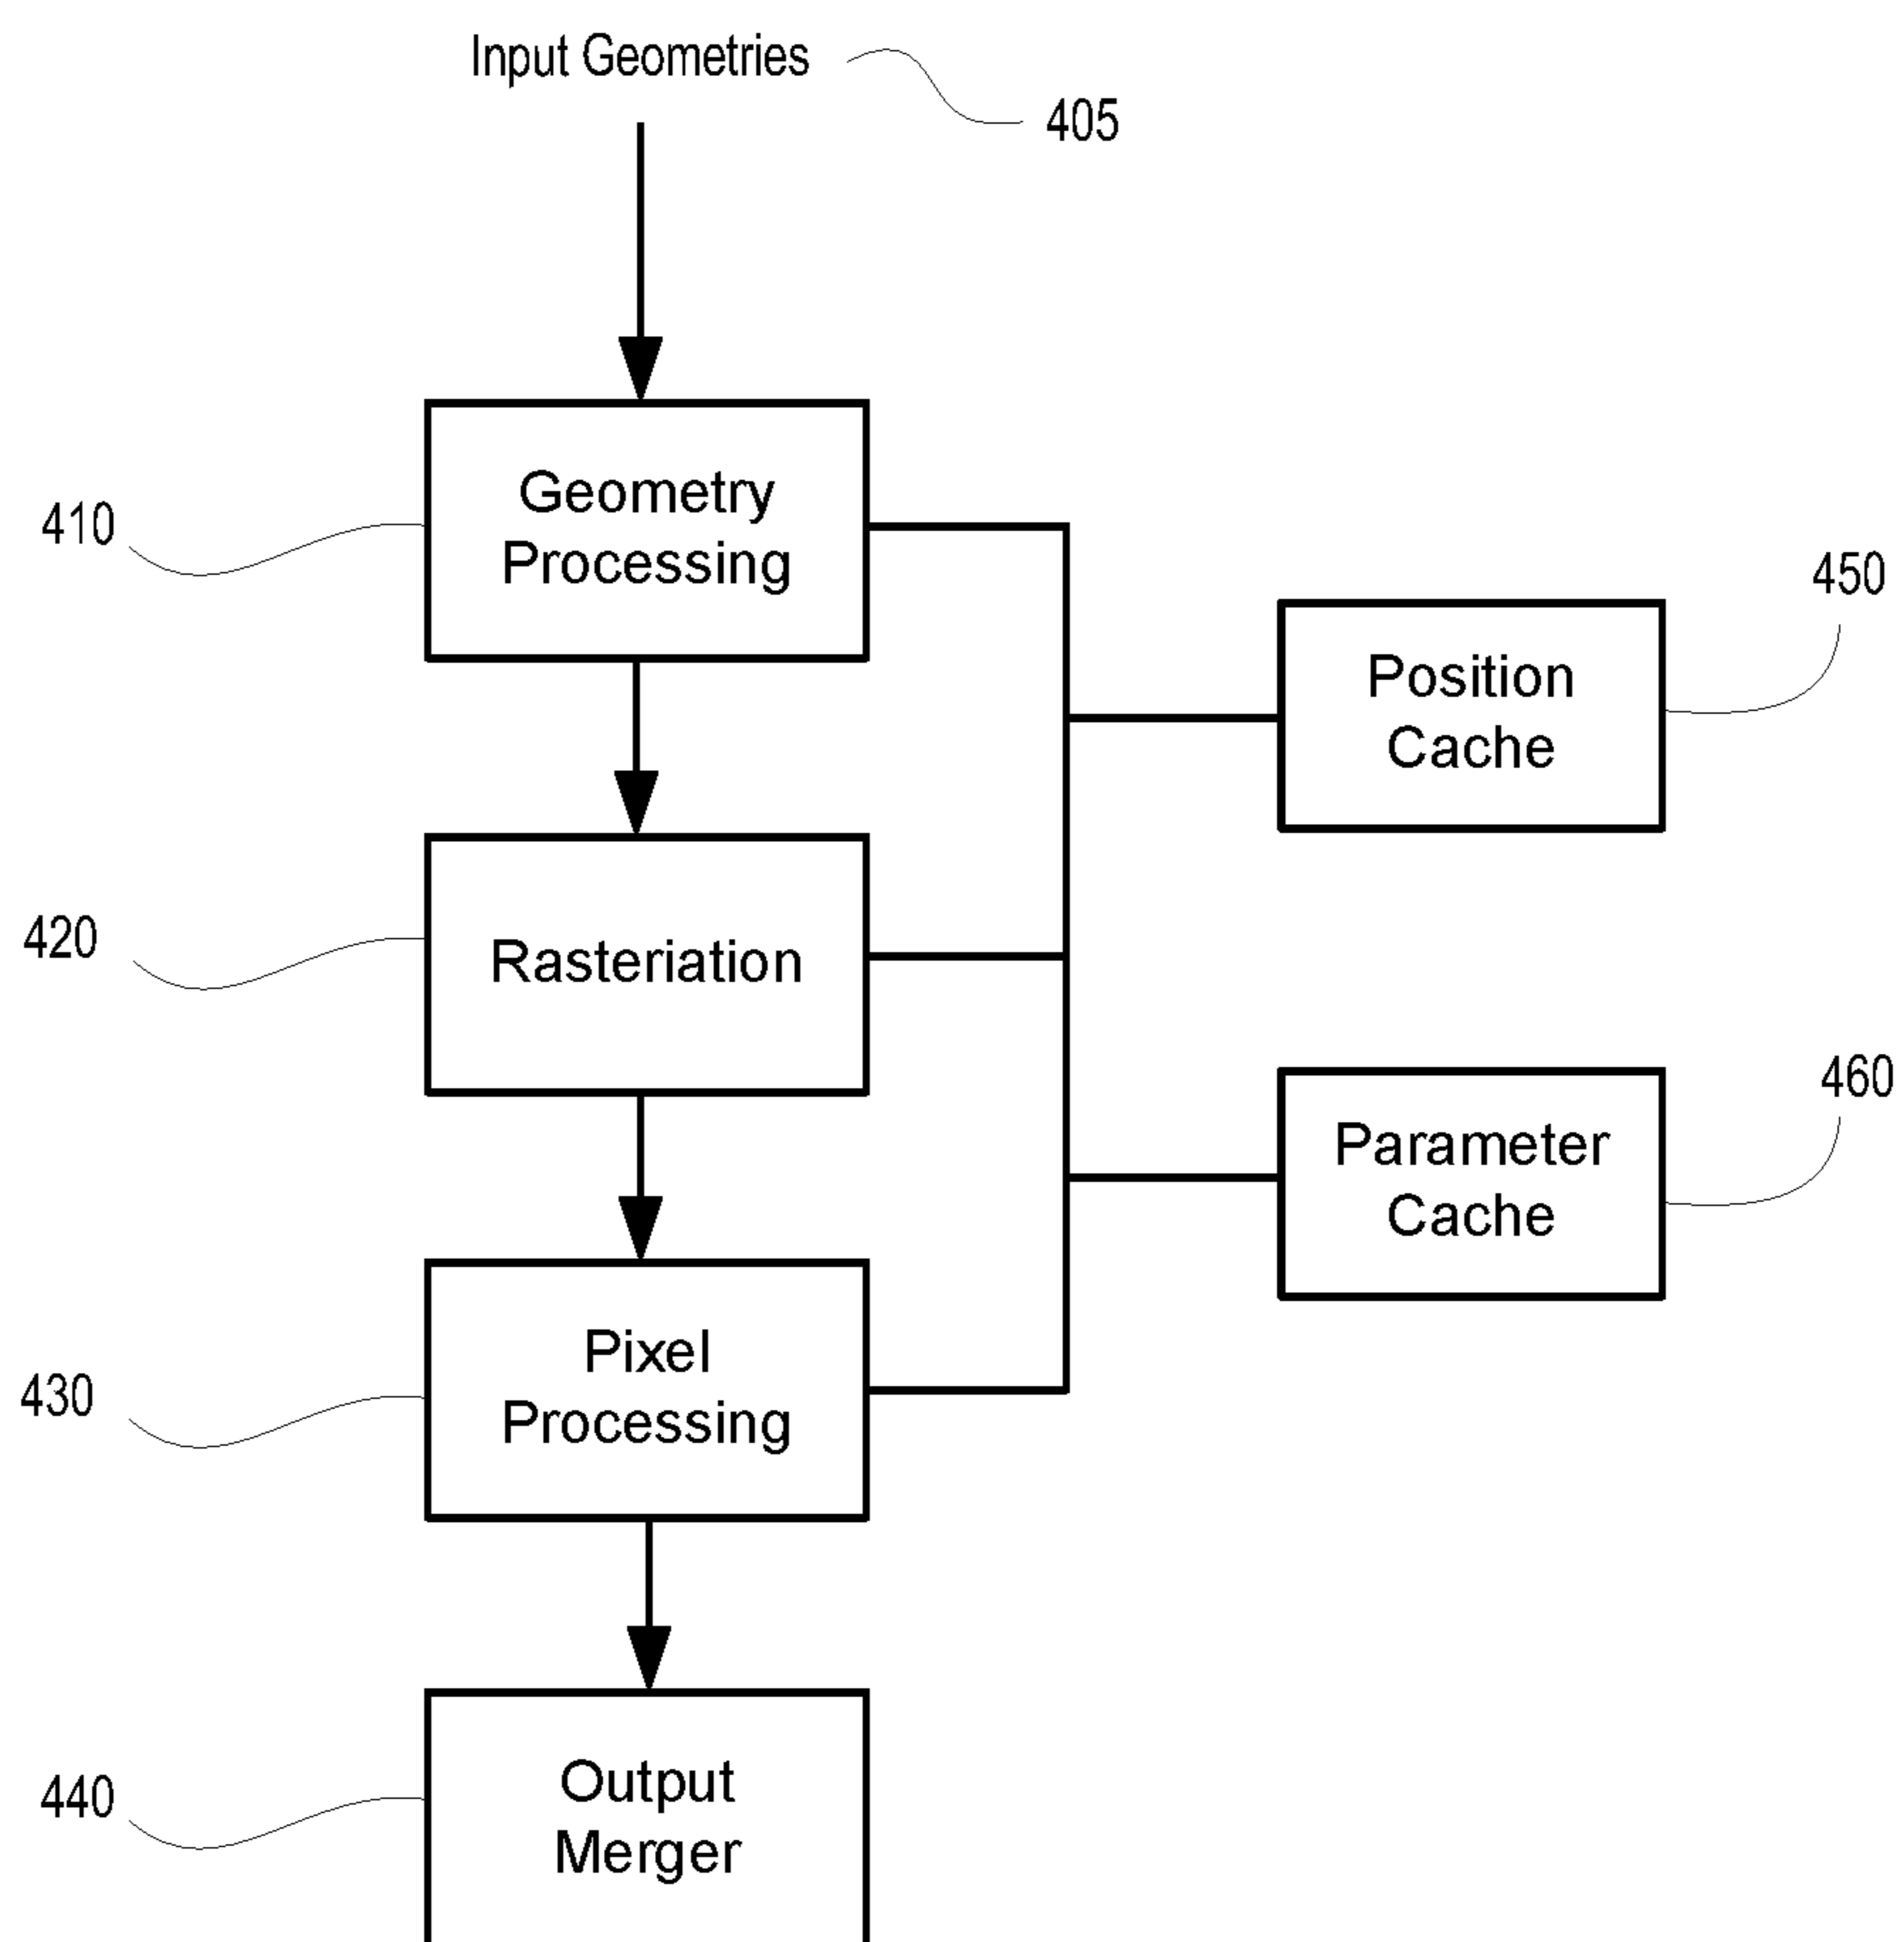 Input Geometries
405
Geometry
Processing
410
450
Position
Cache
Rasteriation
420
460
Parameter
Cache
Pixel
Processing
430
Output
Merger
440